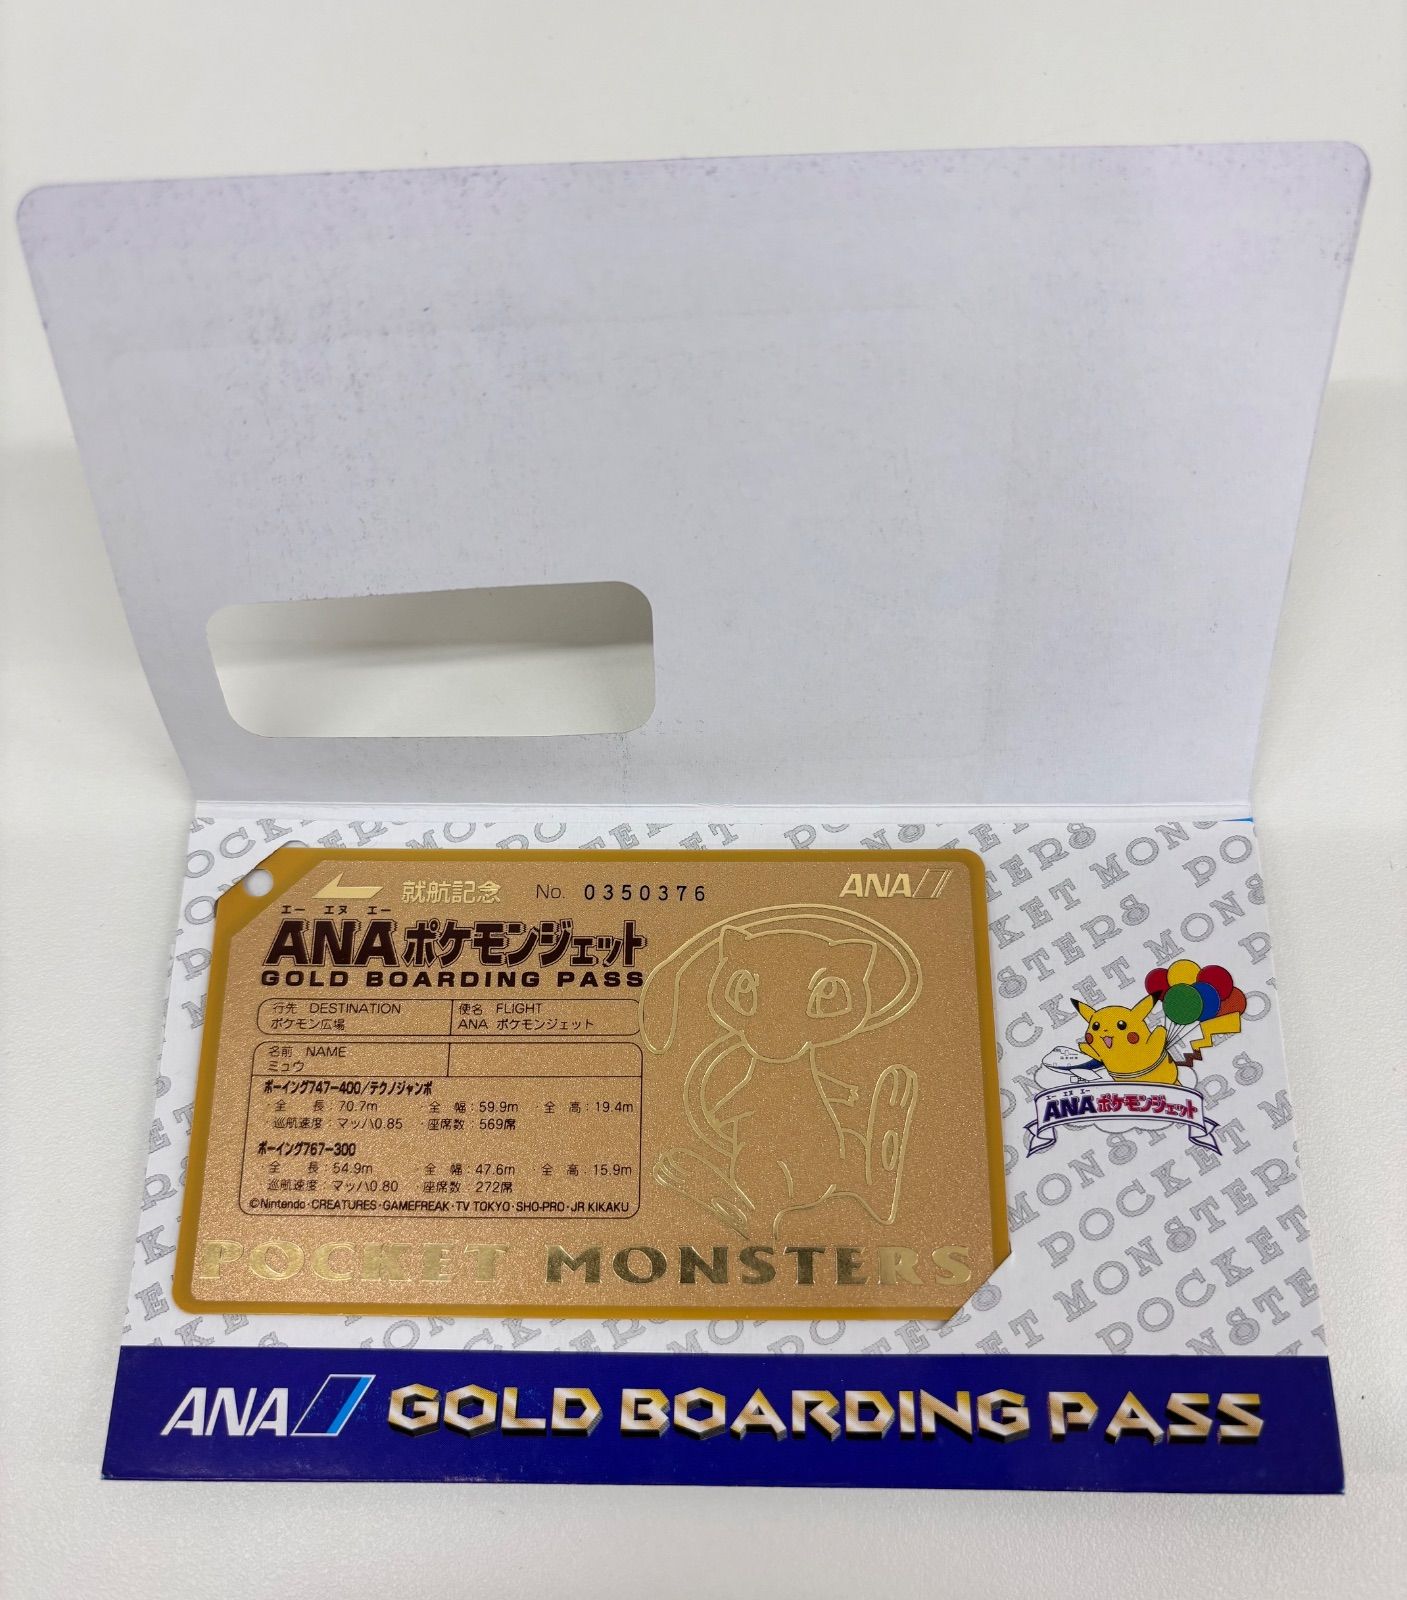 就航記念 No. 0350376 ANA
エー エヌ エー
ANAポケモンジェット
GOLD BOARDING PASS
行先 DESTINATION
ポケモン広場
便名 FLIGHT
ANA ポケモンジェット
名前 NAME
ミュウ
ボーイング747-400/テクノジャンボ
・全 長:70.7m ・全 幅:59.9m ・全 高:19.4m
・巡航速度:マッハ0.85 ・座席数:569席
ボーイング767-300
・全 長:54.9m ・全 幅:47.6m ・全 高:15.9m
・巡航速度:マッハ0.80 ・座席数:272席
©Nintendo・CREATURES・GAMEFREAK・TV TOKYO・SHO-PRO・JR KIKAKU
POCKET MONSTERS
エー エヌ エー
ANAポケモンジェット
POCKET MONSTERS
ANA GOLD BOARDING PASS